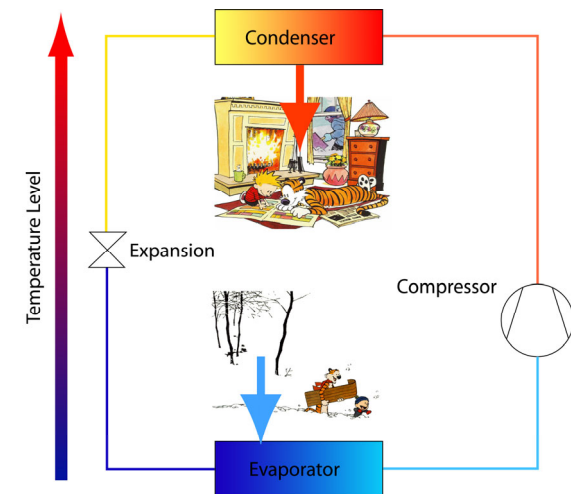 Condenser
Temperature Level
Expansion
Compressor
Evaporator